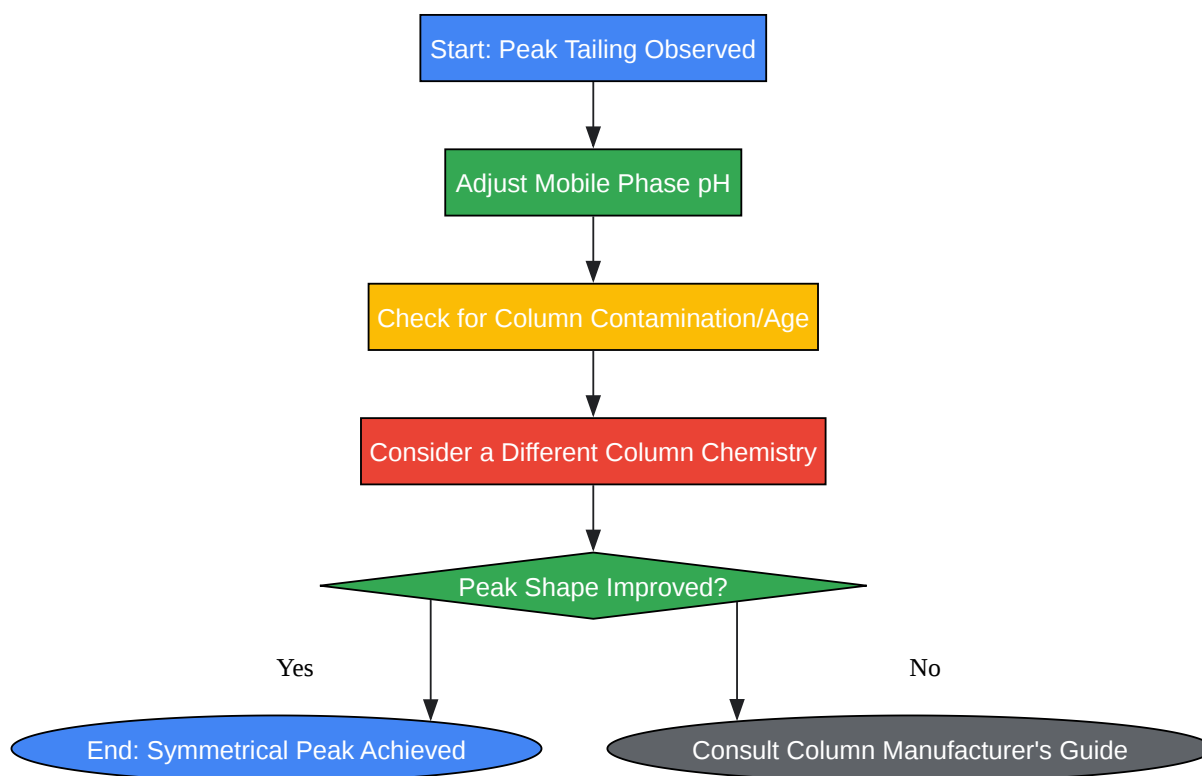 Start: Peak Tailing Observed
Adjust Mobile Phase pH
Check for Column Contamination/Age
Consider a Different Column Chemistry
Peak Shape Improved?
Yes
No
End: Symmetrical Peak Achieved
Consult Column Manufacturer's Guide